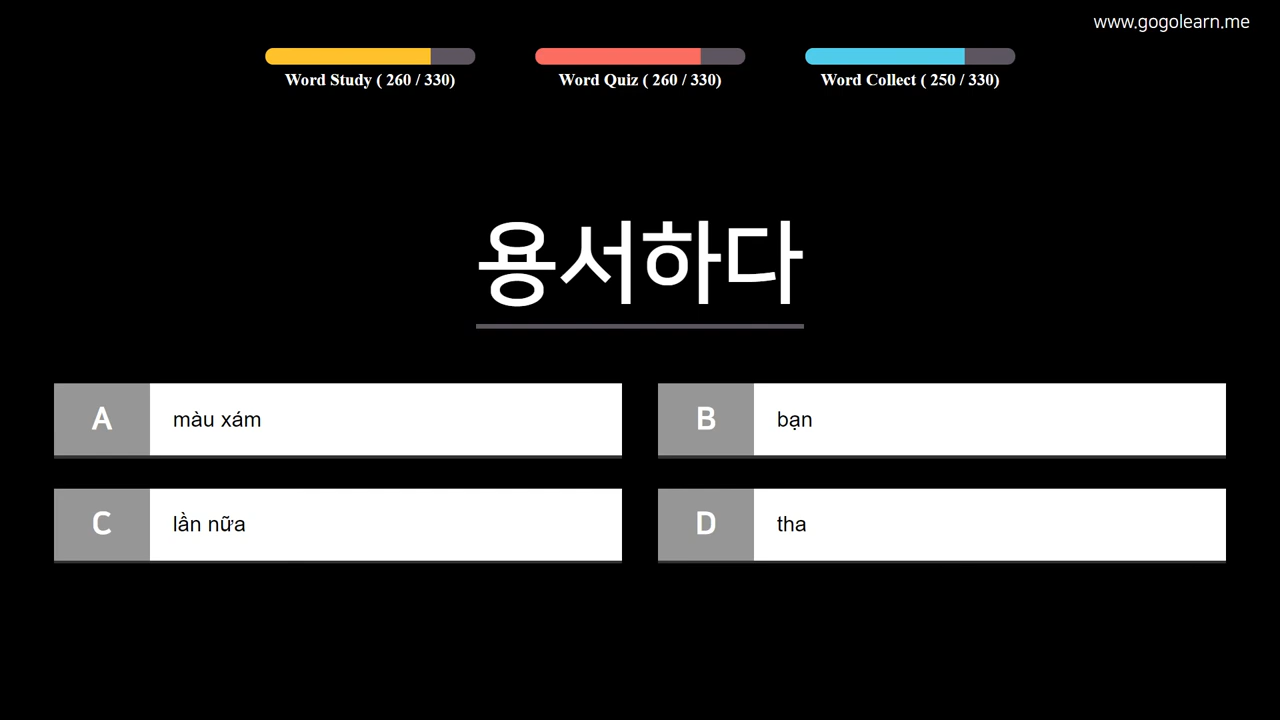 www.gogolearn.me
Word Study ( 260 / 330)
Word Quiz ( 260 / 330)
Word Collect ( 250 / 330)
용서하다
A màu xám
B bạn
C lần nữa
D tha